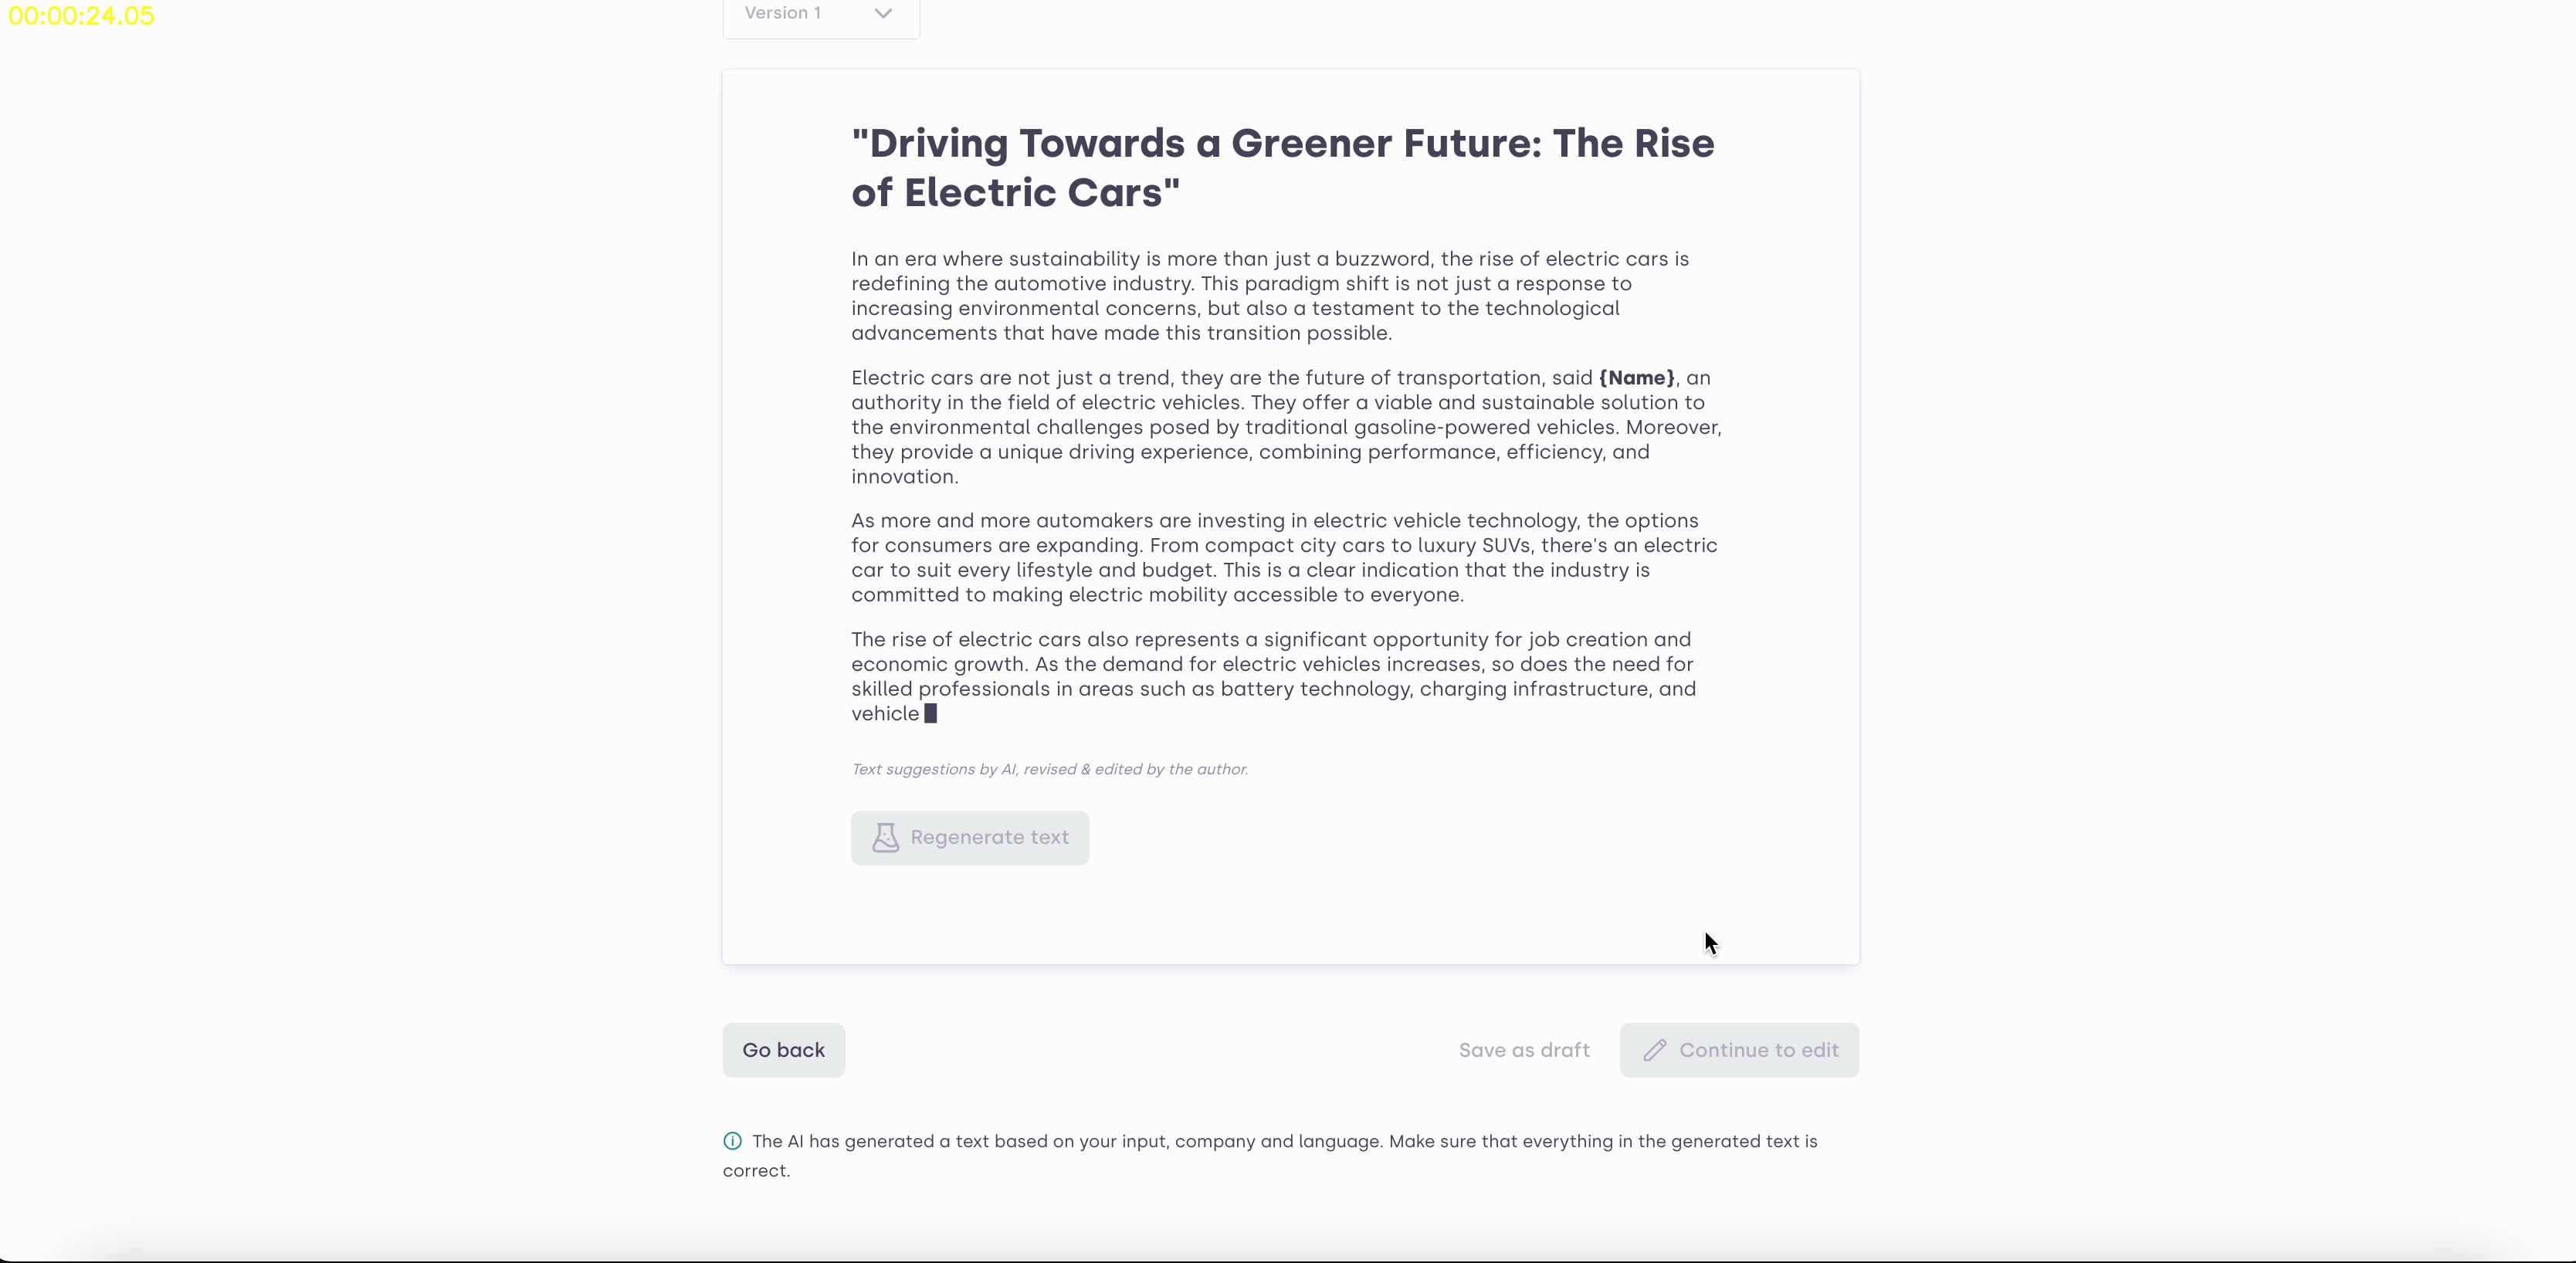 00:00:24.05
Version 1
"Driving Towards a Greener Future: The Rise
of Electric Cars"
In an era where sustainability is more than just a buzzword, the rise of electric cars is
redefining the automotive industry. This paradigm shift is not just a response to
increasing environmental concerns, but also a testament to the technological
advancements that have made this transition possible.
Electric cars are not just a trend, they are the future of transportation, said {Name}, an
authority in the field of electric vehicles. They offer a viable and sustainable solution to
the environmental challenges posed by traditional gasoline-powered vehicles. Moreover,
they provide a unique driving experience, combining performance, efficiency, and
innovation.
As more and more automakers are investing in electric vehicle technology, the options
for consumers are expanding. From compact city cars to luxury SUVs, there's an electric
car to suit every lifestyle and budget. This is a clear indication that the industry is
committed to making electric mobility accessible to everyone.
The rise of electric cars also represents a significant opportunity for job creation and
economic growth. As the demand for electric vehicles increases, so does the need for
skilled professionals in areas such as battery technology, charging infrastructure, and
vehicle
Text suggestions by AI, revised & edited by the author.
Regenerate text
Go back
Save as draft
Continue to edit
The AI has generated a text based on your input, company and language. Make sure that everything in the generated text is
correct.